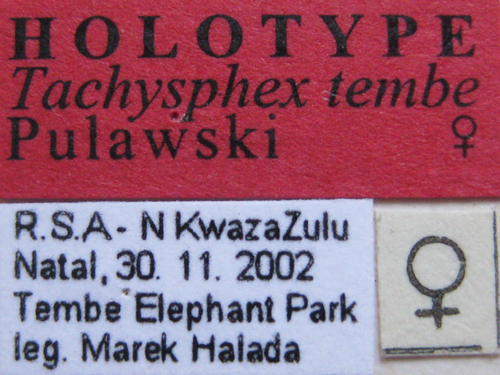 HOLOTYPE
Tachysphex tembe
Pulawski ♀
R.S.A - N KwazaZulu
Natal, 30. 11. 2002
Tembe Elephant Park
leg. Marek Halada
♀